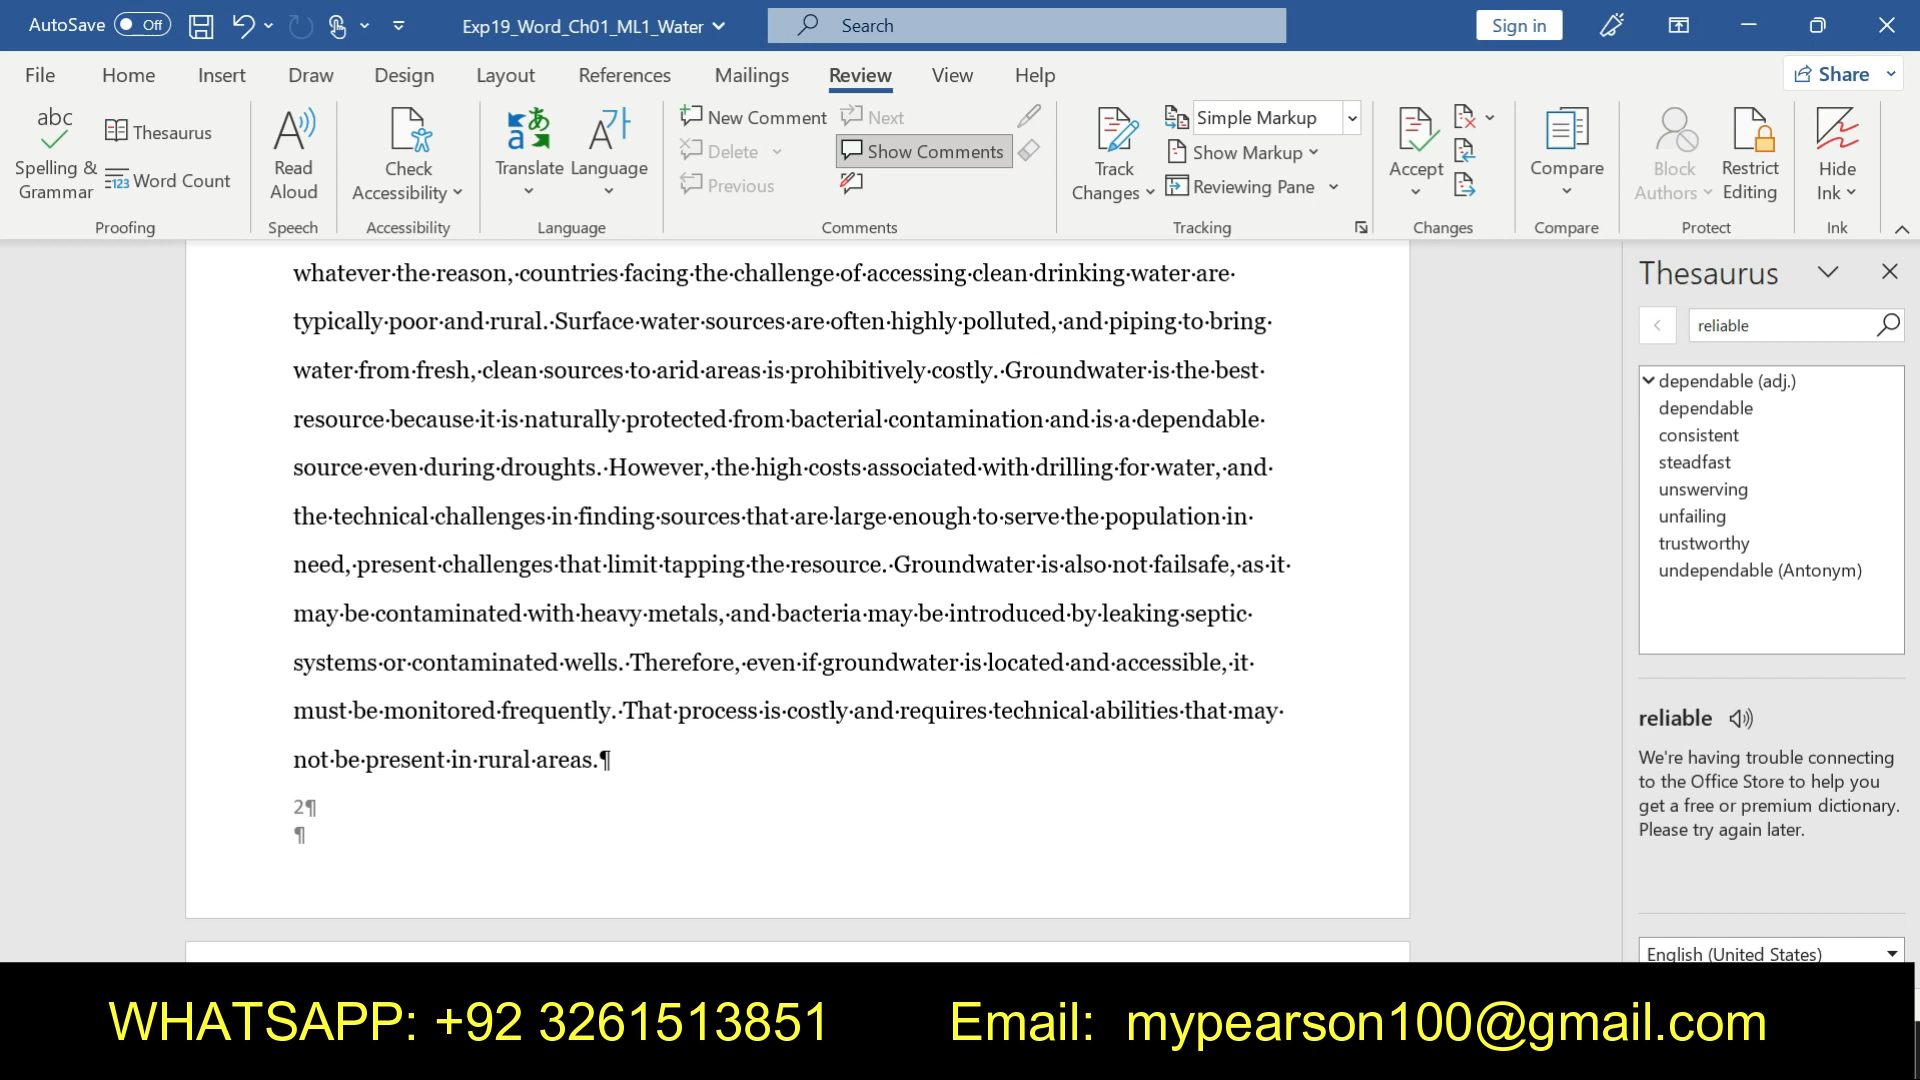 AutoSave Off Exp19_Word_Ch01_ML1_Water Search Sign in
File Home Insert Draw Design Layout References Mailings Review View Help Share
abc Spelling & Grammar
Thesaurus
123 Word Count
Proofing
Read Aloud
Speech
Check Accessibility
Accessibility
Translate
Language
Language
New Comment
Delete
Previous
Next
Show Comments
Comments
Track Changes
Simple Markup
Show Markup
Reviewing Pane
Tracking
Accept
Changes
Compare
Compare
Block Authors
Restrict Editing
Protect
Hide Ink
Ink
whatever·the·reason,·countries·facing·the·challenge·of·accessing·clean·drinking·water·are·
typically·poor·and·rural.·Surface·water·sources·are·often·highly·polluted,·and·piping·to·bring·
water·from·fresh,·clean·sources·to·arid·areas·is·prohibitively·costly.·Groundwater·is·the·best·
resource·because·it·is·naturally·protected·from·bacterial·contamination·and·is·a·dependable·
source·even·during·droughts.·However,·the·high·costs·associated·with·drilling·for·water,·and·
the·technical·challenges·in·finding·sources·that·are·large·enough·to·serve·the·population·in·
need,·present·challenges·that·limit·tapping·the·resource.·Groundwater·is·also·not·failsafe,·as·it·
may·be·contaminated·with·heavy·metals,·and·bacteria·may·be·introduced·by·leaking·septic·
systems·or·contaminated·wells.·Therefore,·even·if·groundwater·is·located·and·accessible,·it·
must·be·monitored·frequently.·That·process·is·costly·and·requires·technical·abilities·that·may·
not·be·present·in·rural·areas.¶
2¶
¶
Thesaurus
reliable
dependable (adj.)
dependable
consistent
steadfast
unswerving
unfailing
trustworthy
undependable (Antonym)
reliable
We're having trouble connecting
to the Office Store to help you
get a free or premium dictionary.
Please try again later.
English (United States)
WHATSAPP: +92 3261513851 Email: mypearson100@gmail.com